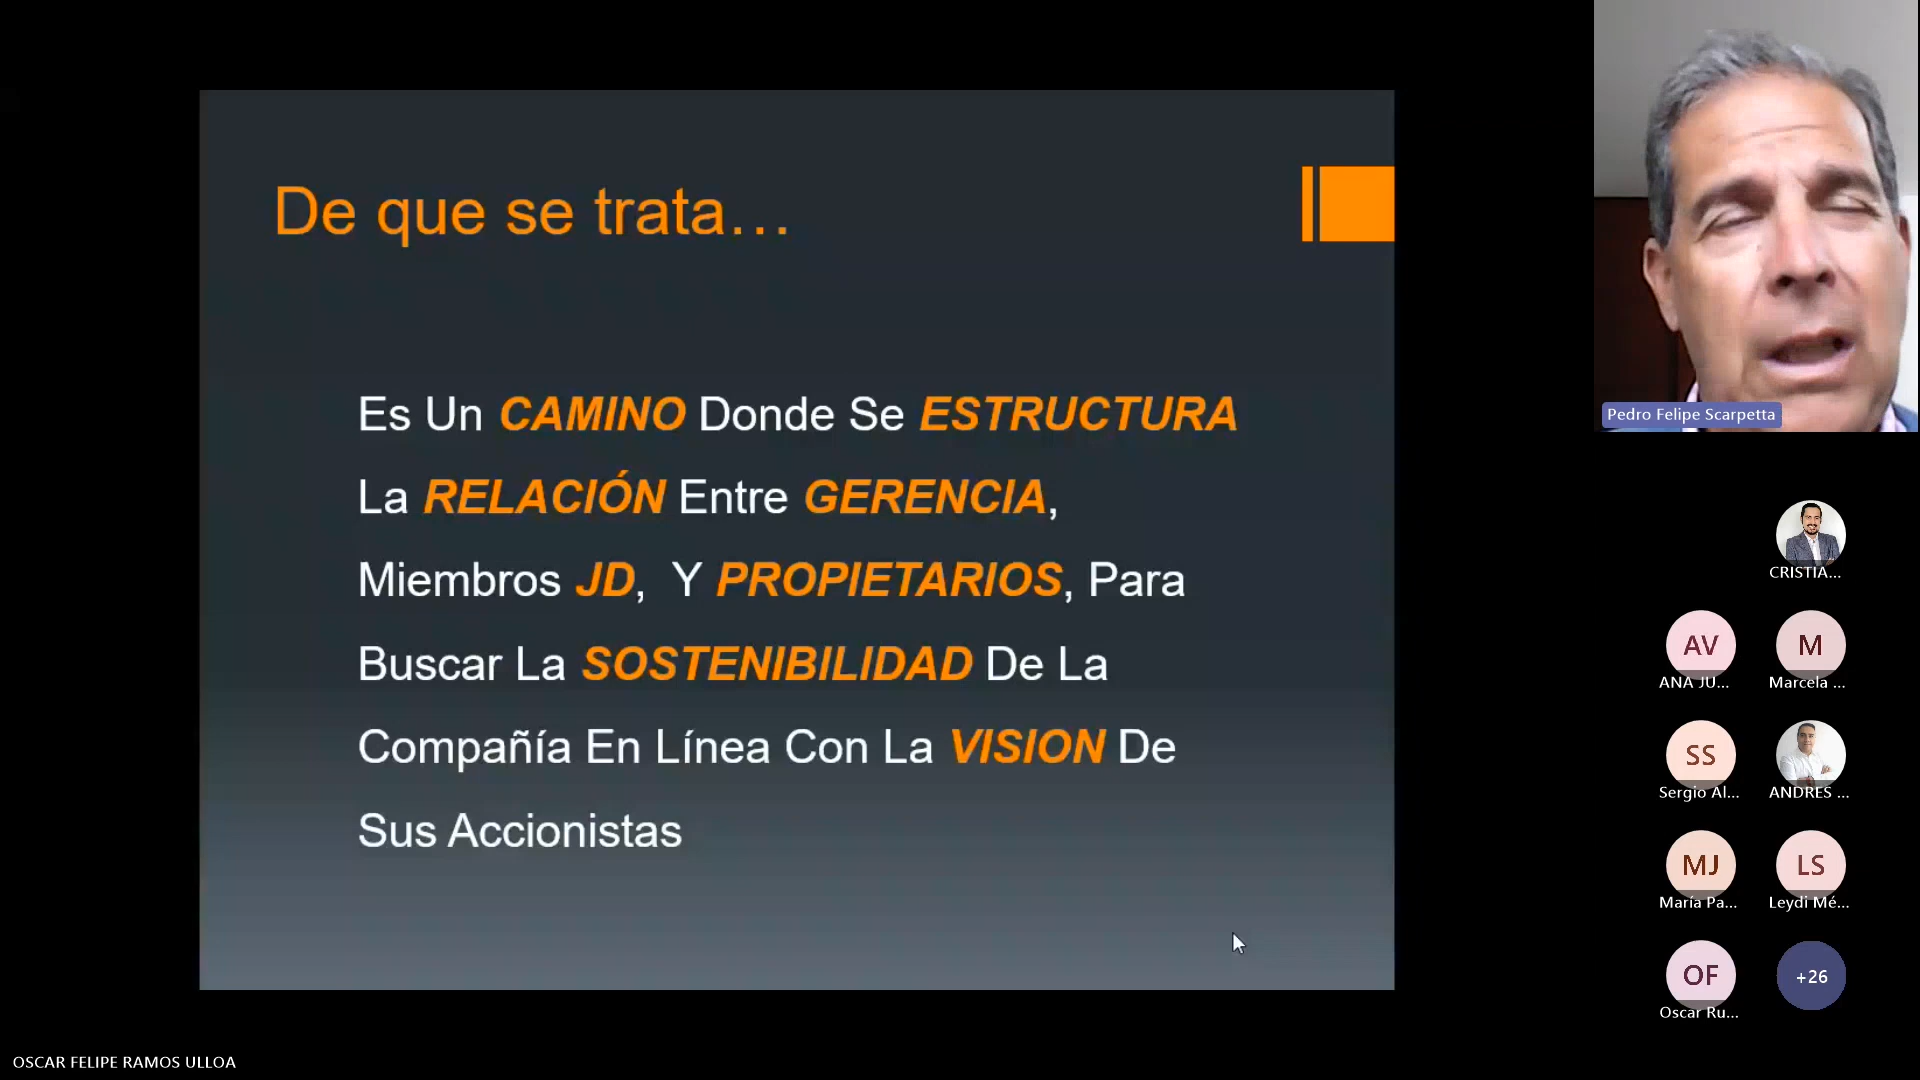 De que se trata...
Es Un CAMINO Donde Se ESTRUCTURA
La RELACIÓN Entre GERENCIA,
Miembros JD, Y PROPIETARIOS, Para
Buscar La SOSTENIBILIDAD De La
Compañía En Línea Con La VISION De
Sus Accionistas
Pedro Felipe Scarpetta
CRISTIA...
AV
ANA JU...
M
Marcela ...
SS
Sergio Al...
ANDRES ...
MJ
María Pa...
LS
Leydi Mé...
OF
Oscar Ru...
+26
OSCAR FELIPE RAMOS ULLOA